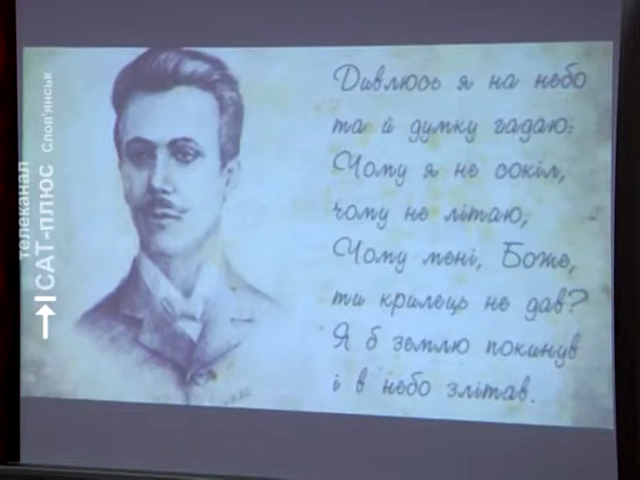 телеканал
САТ-плюс Слов'янськ
Дивлюсь я на небо
та й думку гадаю:
Чому я не сокіл,
чому не літаю,
Чому мені, Боже,
ти крилець не дав?
Я б землю покинув
і в небо злітав.